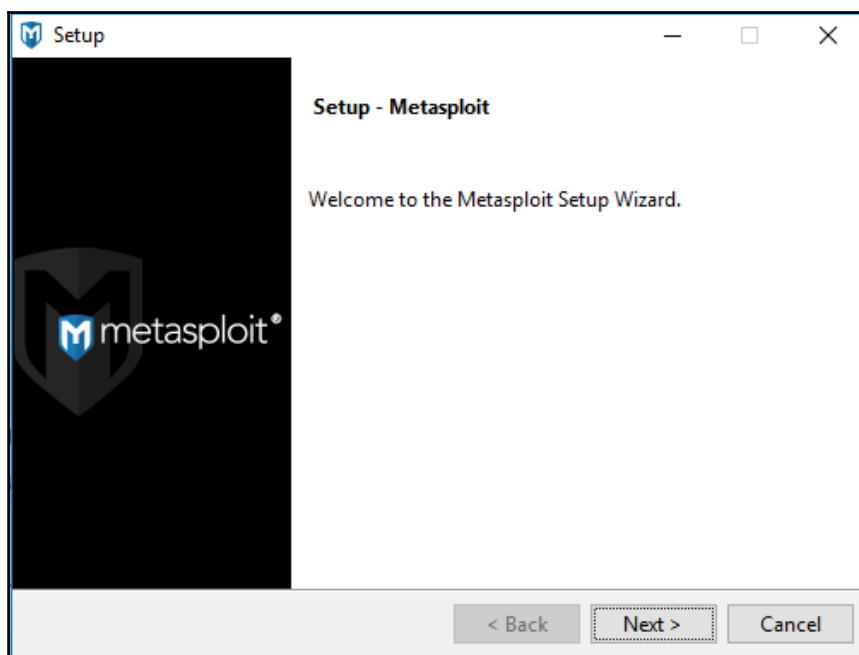 Setup
Setup - Metasploit
Welcome to the Metasploit Setup Wizard.
metasploit®
< Back
Next >
Cancel